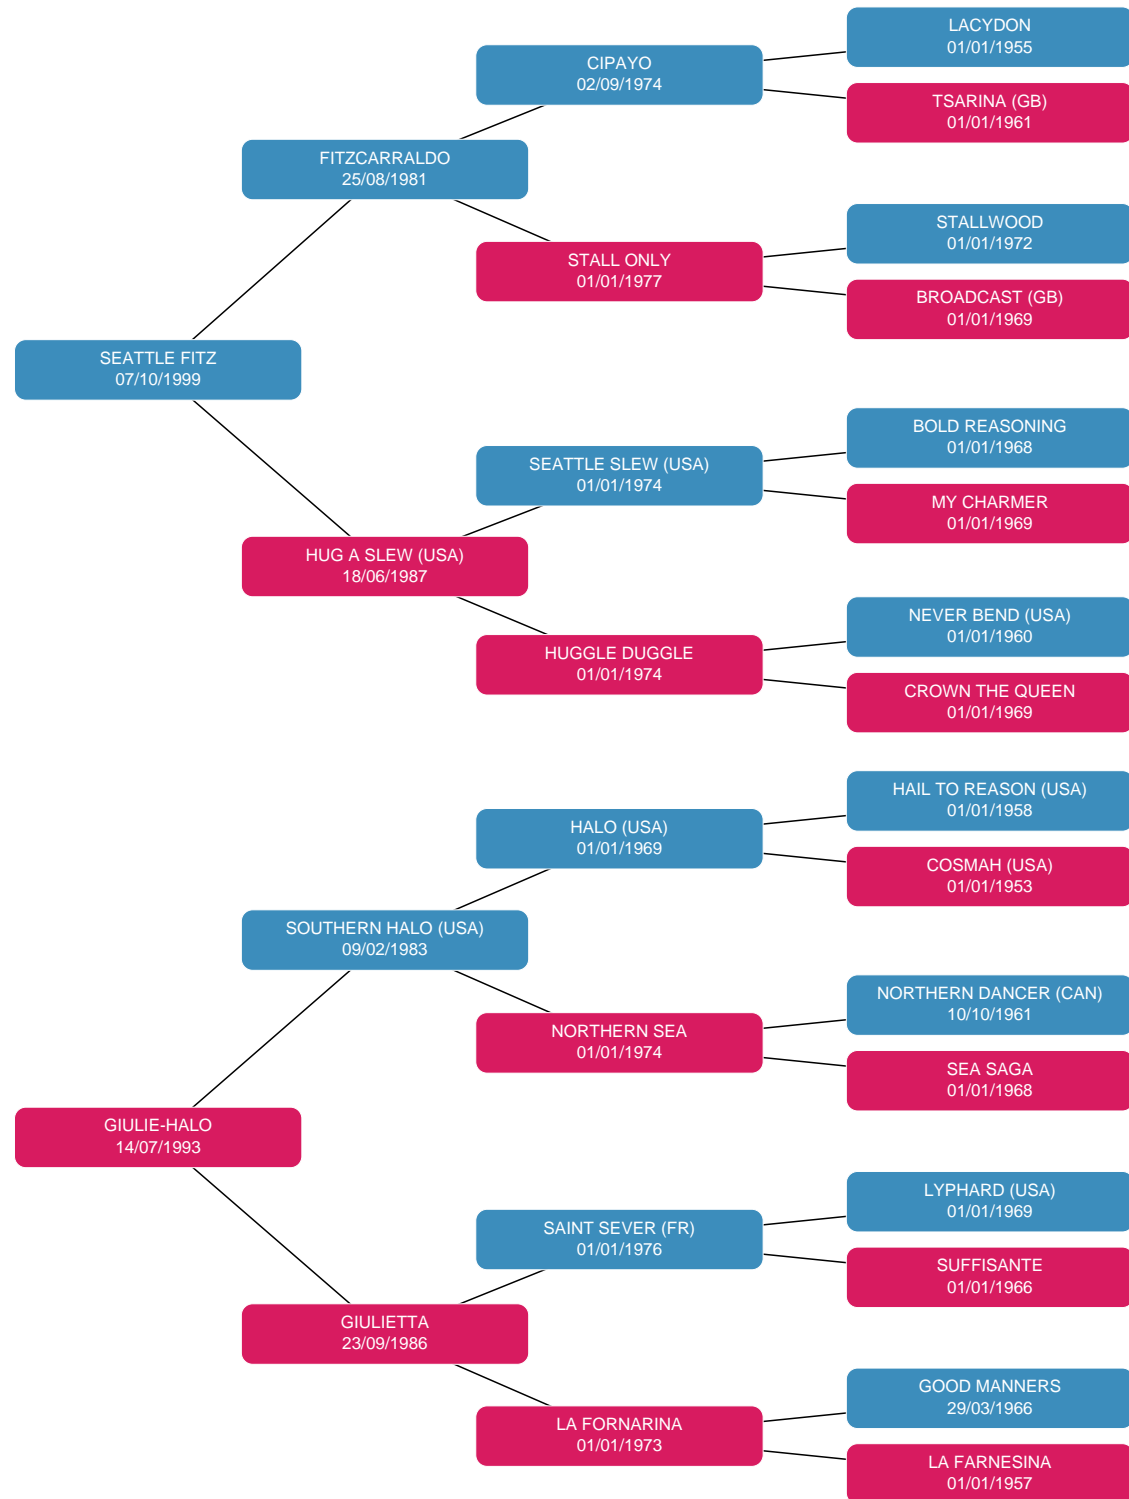 LACYDON
01/01/1955
CIPAYO
02/09/1974
TSARINA (GB)
01/01/1961
FITZCARRALDO
25/08/1981
STALLWOOD
01/01/1972
STALL ONLY
01/01/1977
BROADCAST (GB)
01/01/1969
SEATTLE FITZ
07/10/1999
BOLD REASONING
01/01/1968
SEATTLE SLEW (USA)
01/01/1974
MY CHARMER
01/01/1969
HUG A SLEW (USA)
18/06/1987
NEVER BEND (USA)
01/01/1960
HUGGLE DUGGLE
01/01/1974
CROWN THE QUEEN
01/01/1969
HAIL TO REASON (USA)
01/01/1958
HALO (USA)
01/01/1969
COSMAH (USA)
01/01/1953
SOUTHERN HALO (USA)
09/02/1983
NORTHERN DANCER (CAN)
10/10/1961
NORTHERN SEA
01/01/1974
SEA SAGA
01/01/1968
GIULIE-HALO
14/07/1993
LYPHARD (USA)
01/01/1969
SAINT SEVER (FR)
01/01/1976
SUFFISANTE
01/01/1966
GIULIETTA
23/09/1986
GOOD MANNERS
29/03/1966
LA FORNARINA
01/01/1973
LA FARNESINA
01/01/1957